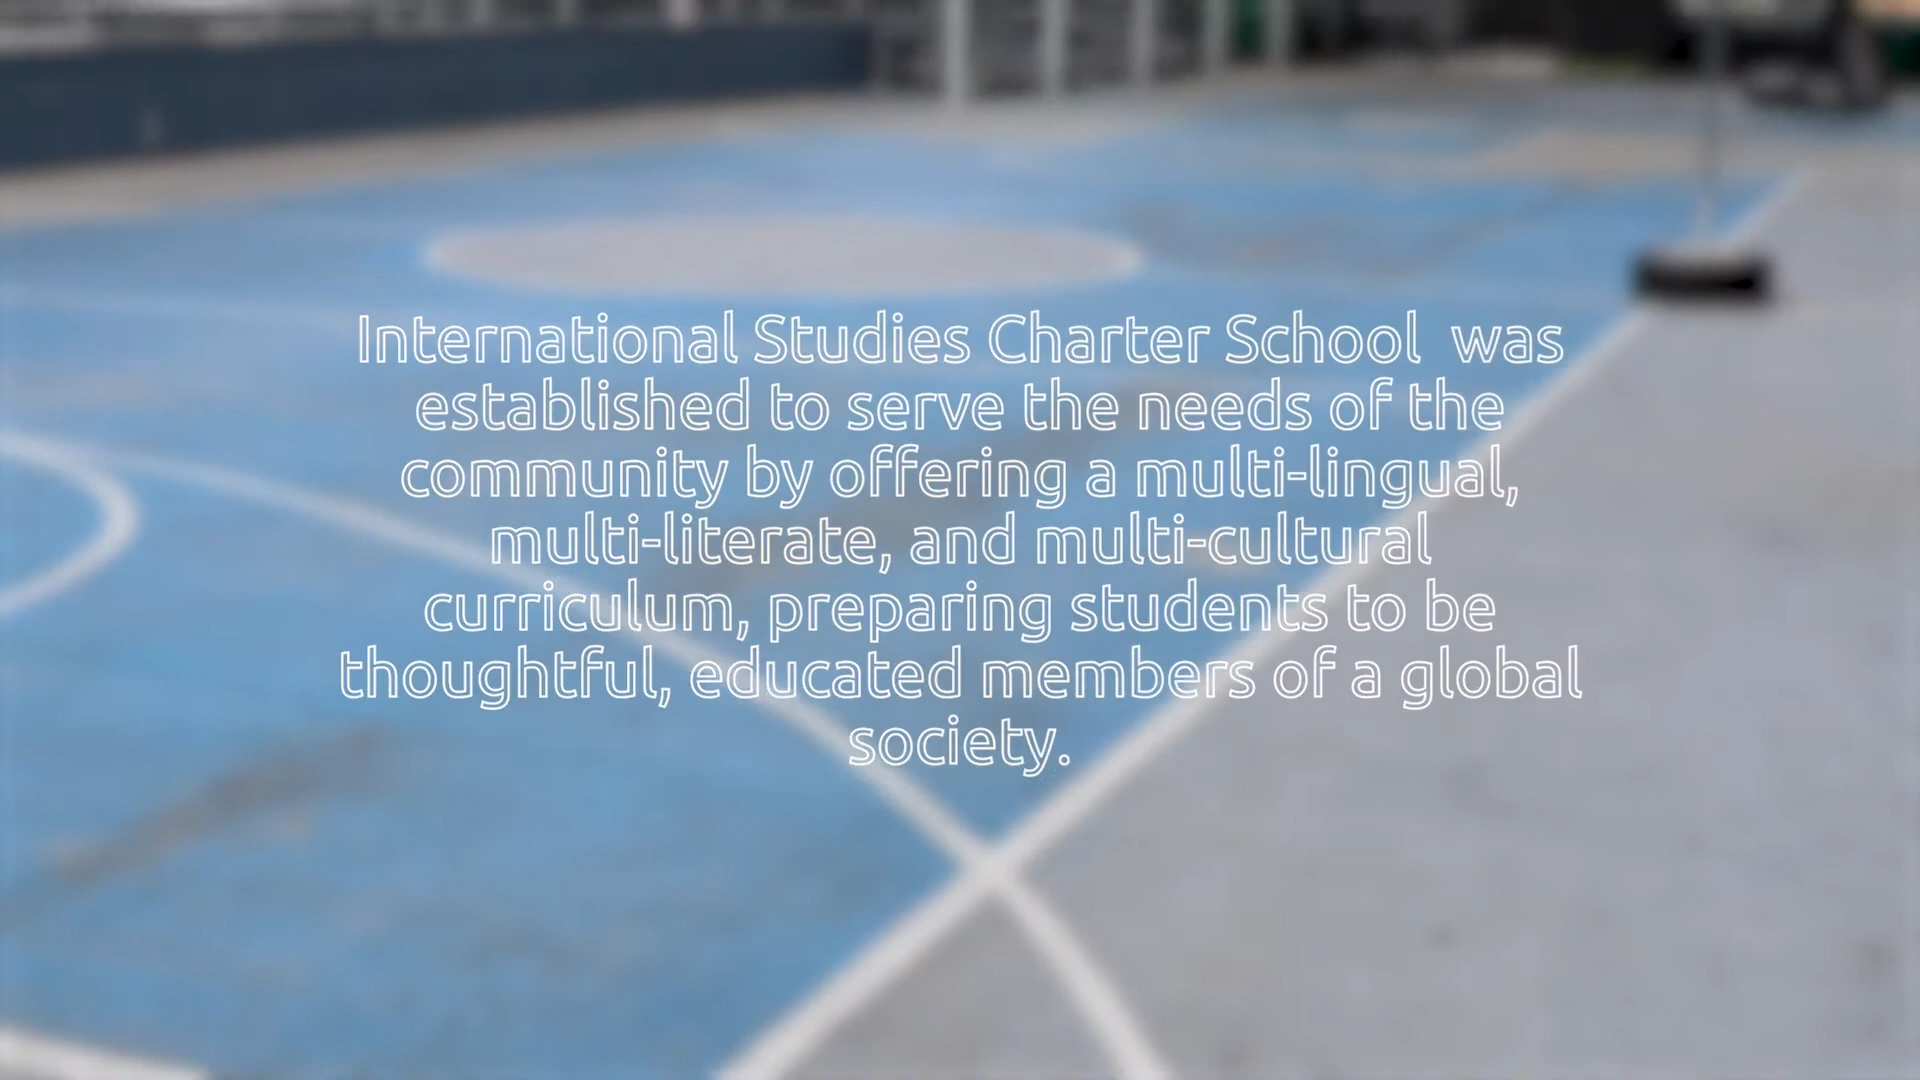 International Studies Charter School  was
established to serve the needs of the
community by offering a multi-lingual,
multi-literate, and multi-cultural
curriculum, preparing students to be
thoughtful, educated members of a global
society.